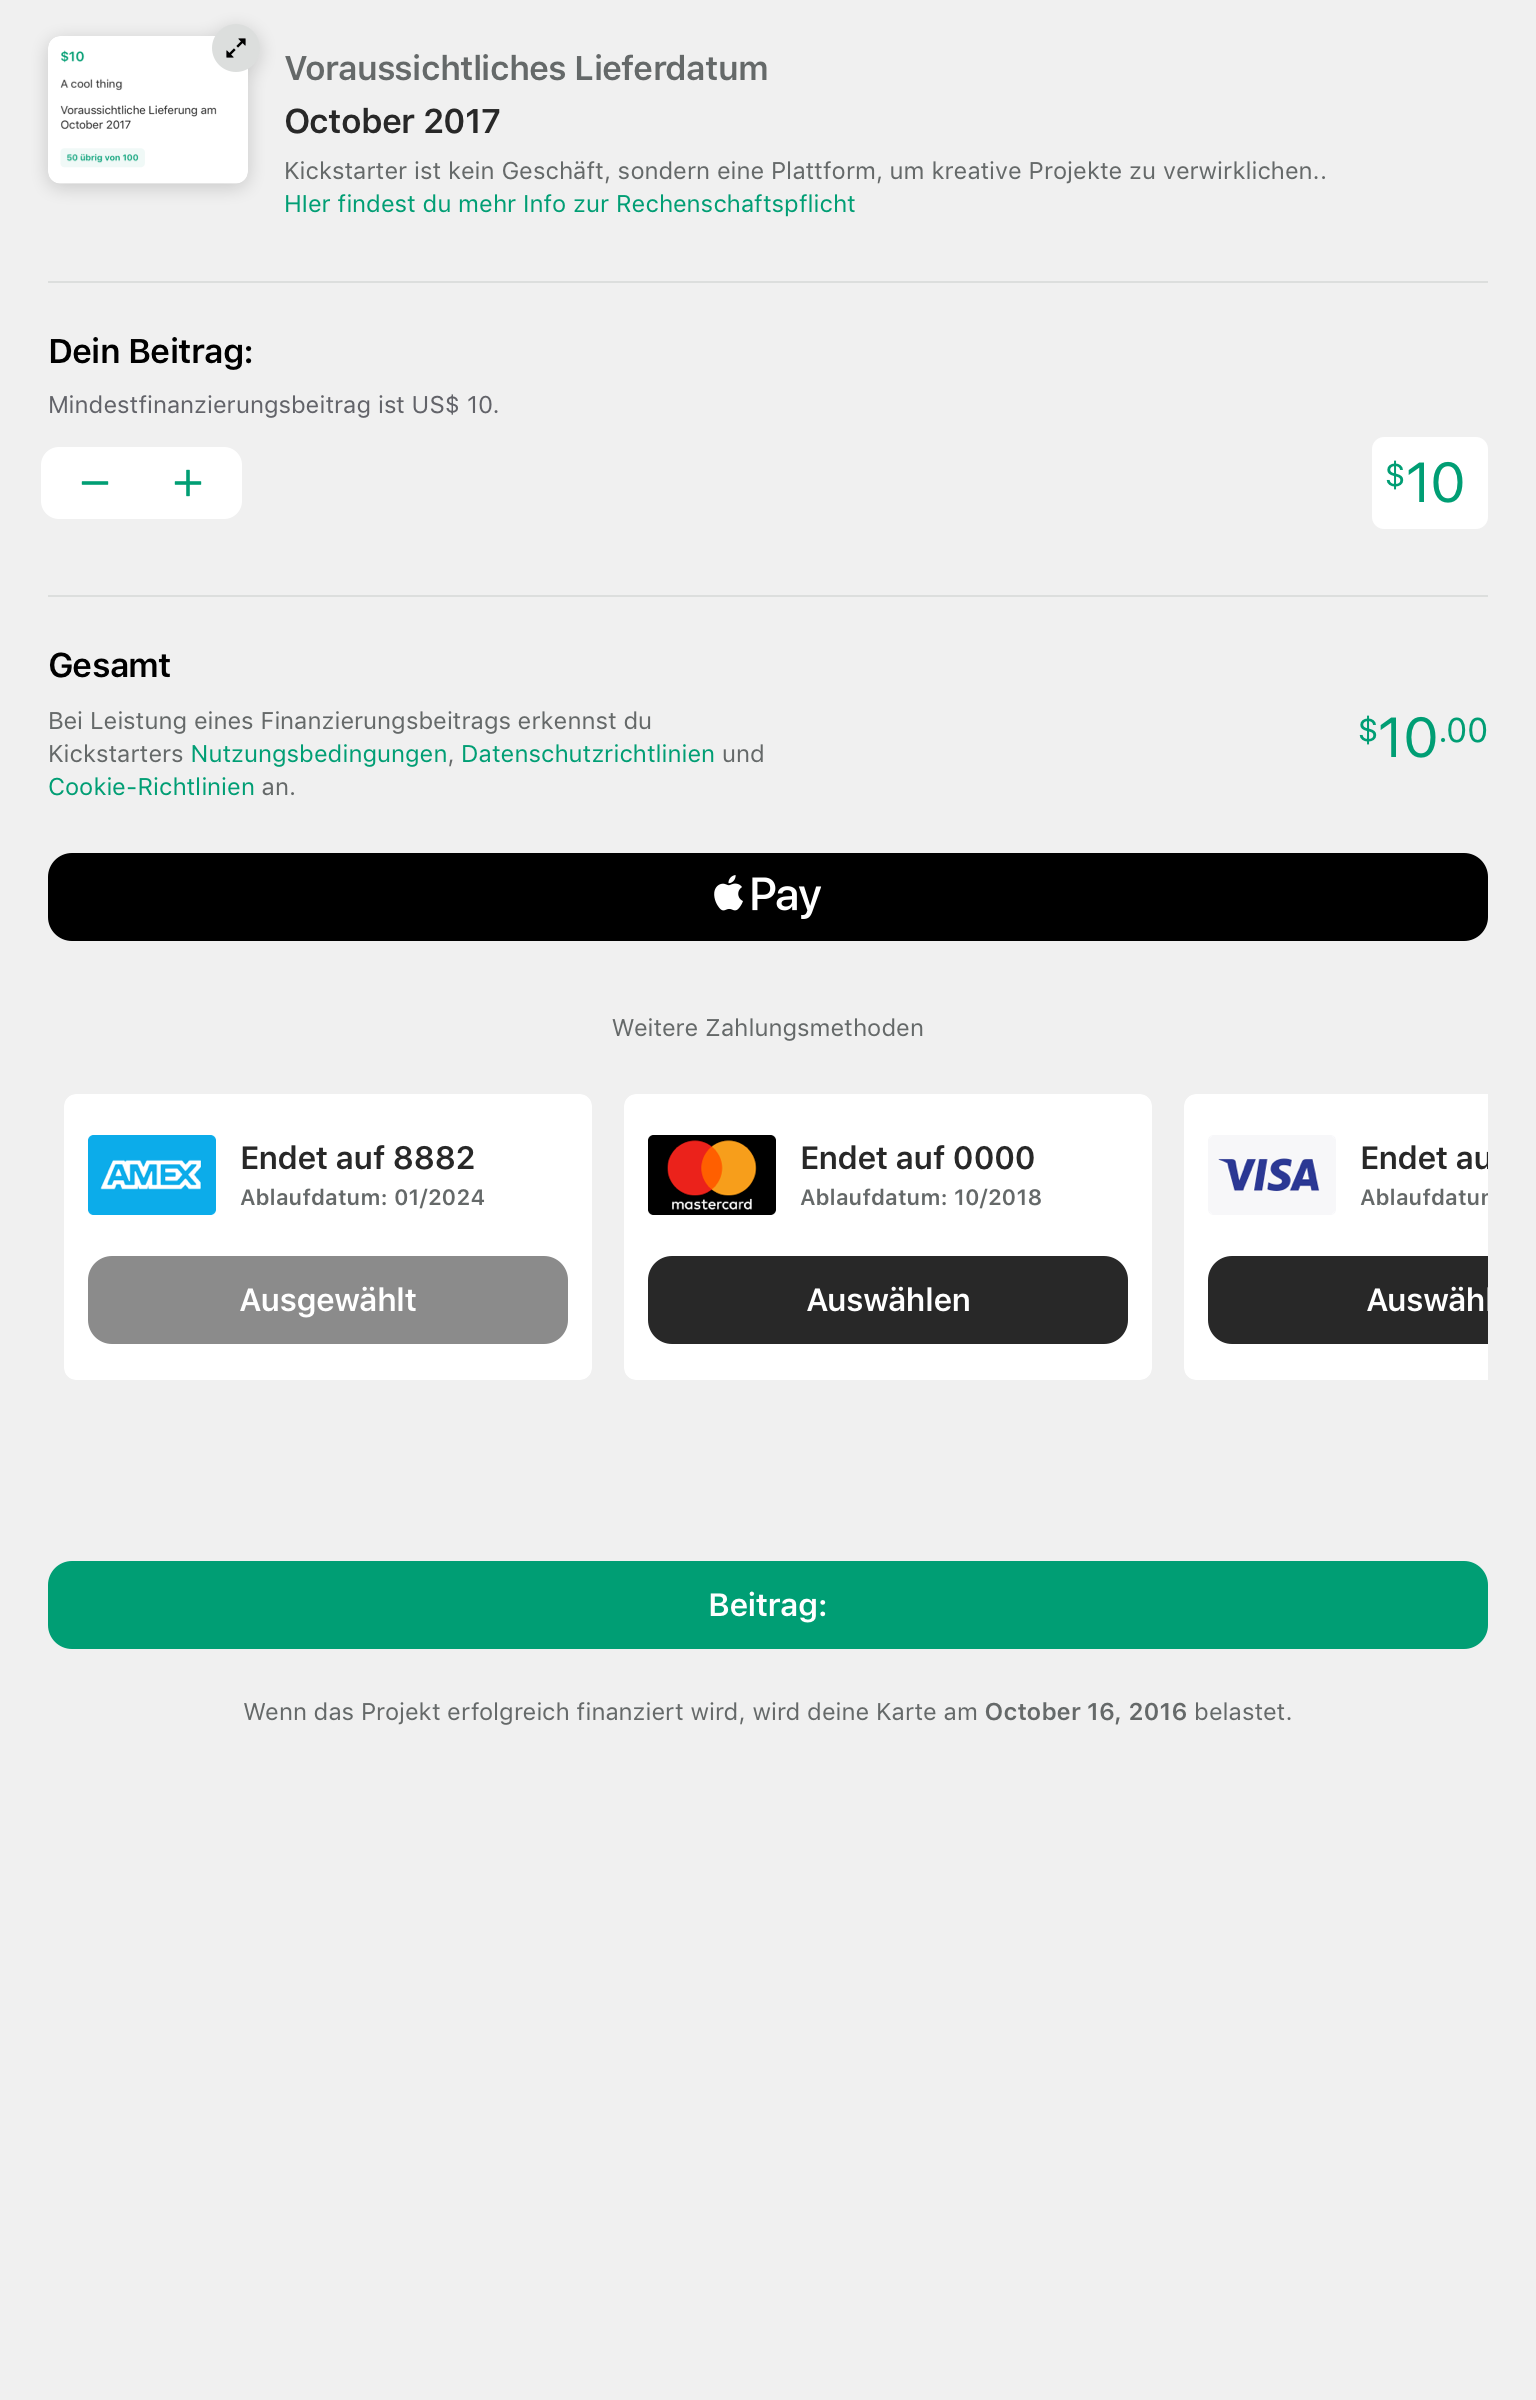 $10
A cool thing
Voraussichtliche Lieferung am
October 2017
50 übrig von 100
Voraussichtliches Lieferdatum
October 2017
Kickstarter ist kein Geschäft, sondern eine Plattform, um kreative Projekte zu verwirklichen..
HIer findest du mehr Info zur Rechenschaftspflicht
Dein Beitrag:
Mindestfinanzierungsbeitrag ist US$ 10.
− +
$10
Gesamt
Bei Leistung eines Finanzierungsbeitrags erkennst du
Kickstarters Nutzungsbedingungen, Datenschutzrichtlinien und
Cookie-Richtlinien an.
$10.00
Pay
Weitere Zahlungsmethoden
AMEX
Endet auf 8882
Ablaufdatum: 01/2024
Ausgewählt
mastercard
Endet auf 0000
Ablaufdatum: 10/2018
Auswählen
VISA
Endet au
Ablaufdatur
Auswähl
Beitrag:
Wenn das Projekt erfolgreich finanziert wird, wird deine Karte am October 16, 2016 belastet.